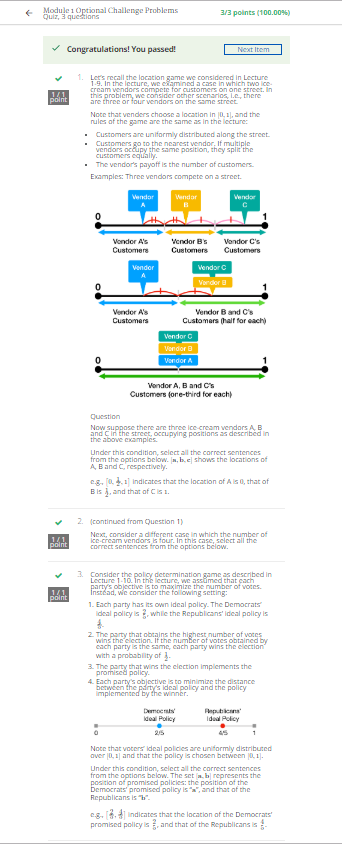 ← Module 1 Optional Challenge Problems
Quiz, 3 questions
3/3 points (100.00%)
✓ Congratulations! You passed!
Next Item
✓ 1.
1 / 1
point
Let's recall the location game we considered in Lecture
1-9. In the lecture, we examined a case in which two ice-
cream vendors compete for customers on one street. In
this problem, we consider other scenarios, i.e., there
are three or four vendors on the same street.
Note that vendors choose a location in [0, 1], and the
rules of the game are the same as in the lecture:
• Customers are uniformly distributed along the street.
• Customers go to the nearest vendor. If multiple
vendors occupy the same position, they split the
customers equally.
• The vendor's payoff is the number of customers.
Examples: Three vendors compete on a street.
Vendor A
Vendor B
Vendor C
0
1
Vendor A's Customers
Vendor B's Customers
Vendor C's Customers
Vendor A
Vendor C
Vendor B
0
1
Vendor A's Customers
Vendor B and C's Customers (half for each)
Vendor C
Vendor B
Vendor A
0
1
Vendor A, B and C's
Customers (one-third for each)
Question
Now suppose there are three ice-cream vendors A, B
and C in the street, occupying positions as described in
the above examples.
Under this condition, select all the correct sentences
from the options below. [a, b, c] shows the locations of
A, B and C, respectively.
e.g., [0, 1/2, 1] indicates that the location of A is 0, that of
B is 1/2, and that of C is 1.
✓ 2. (continued from Question 1)
1 / 1
point
Next, consider a different case in which the number of
ice-cream vendors is four. In this case, select all the
correct sentences from the options below.
✓ 3.
1 / 1
point
Consider the policy determination game as described in
Lecture 1-10. In the lecture, we assumed that each
party's objective is to maximize the number of votes.
Instead, we consider the following setting:
1. Each party has its own ideal policy. The Democrats'
ideal policy is 2/5, while the Republicans' ideal policy is
4/5.
2. The party that obtains the highest number of votes
wins the election. If the number of votes obtained by
each party is the same, each party wins the election
with a probability of 1/2.
3. The party that wins the election implements the
promised policy.
4. Each party's objective is to minimize the distance
between the party's ideal policy and the policy
implemented by the winner.
Democrats' Ideal Policy
Republicans' Ideal Policy
0
2/5
4/5
1
Note that voters' ideal policies are uniformly distributed
over [0, 1] and that the policy is chosen between [0, 1].
Under this condition, select all the correct sentences
from the options below. The set [a, b] represents the
position of promised policies: the position of the
Democrats' promised policy is "a", and that of the
Republicans is "b".
e.g., [2/5, 4/5] indicates that the location of the Democrats'
promised policy is 2/5, and that of the Republicans is 4/5.